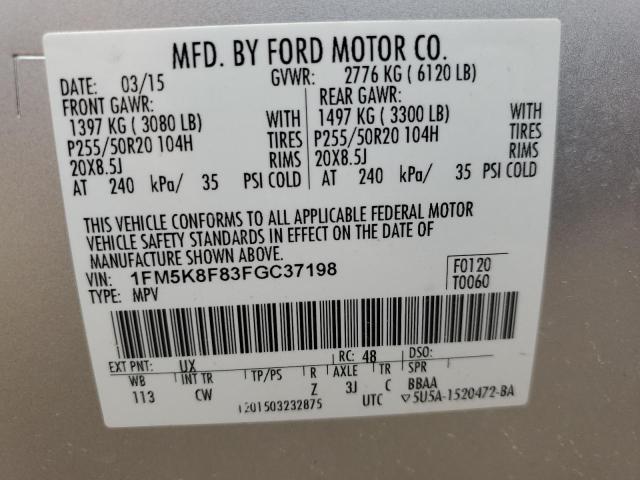 MFD. BY FORD MOTOR CO.
DATE: 03/15 GVWR: 2776 KG ( 6120 LB)
FRONT GAWR: REAR GAWR:
1397 KG ( 3080 LB) WITH 1497 KG ( 3300 LB) WITH
P255/50R20 104H TIRES P255/50R20 104H TIRES
20X8.5J RIMS 20X8.5J RIMS
AT 240 kPa/ 35 PSI COLD AT 240 kPa/ 35 PSI COLD
THIS VEHICLE CONFORMS TO ALL APPLICABLE FEDERAL MOTOR
VEHICLE SAFETY STANDARDS IN EFFECT ON THE DATE OF
MANUFACTURE SHOWN ABOVE.
VIN: 1FM5K8F83FGC37198 F0120
TYPE: MPV T0060
EXT PNT: UX RC: 48 DSO:
WB INT TR TP/PS R AXLE TR SPR
113 CW Z 3J C BBAA
1201503232875 UTC ▽5U5A-1520472-BA